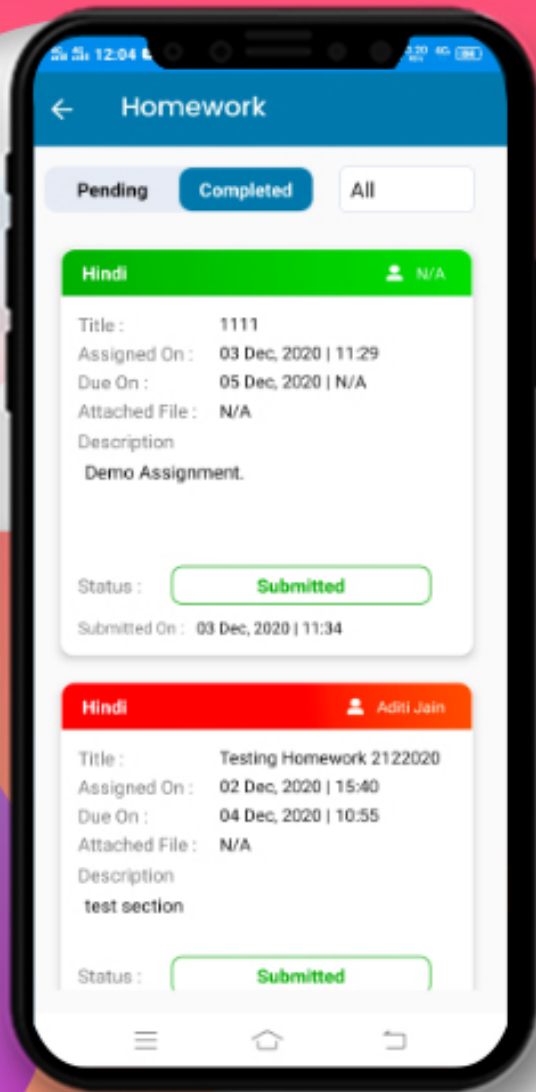 12:04
4G
Homework
Pending Completed All
Hindi N/A
Title : 1111
Assigned On : 03 Dec, 2020 | 11:29
Due On : 05 Dec, 2020 | N/A
Attached File : N/A
Description
Demo Assignment.
Status : Submitted
Submitted On : 03 Dec, 2020 | 11:34
Hindi Aditi Jain
Title : Testing Homework 2122020
Assigned On : 02 Dec, 2020 | 15:40
Due On : 04 Dec, 2020 | 10:55
Attached File : N/A
Description
test section
Status : Submitted